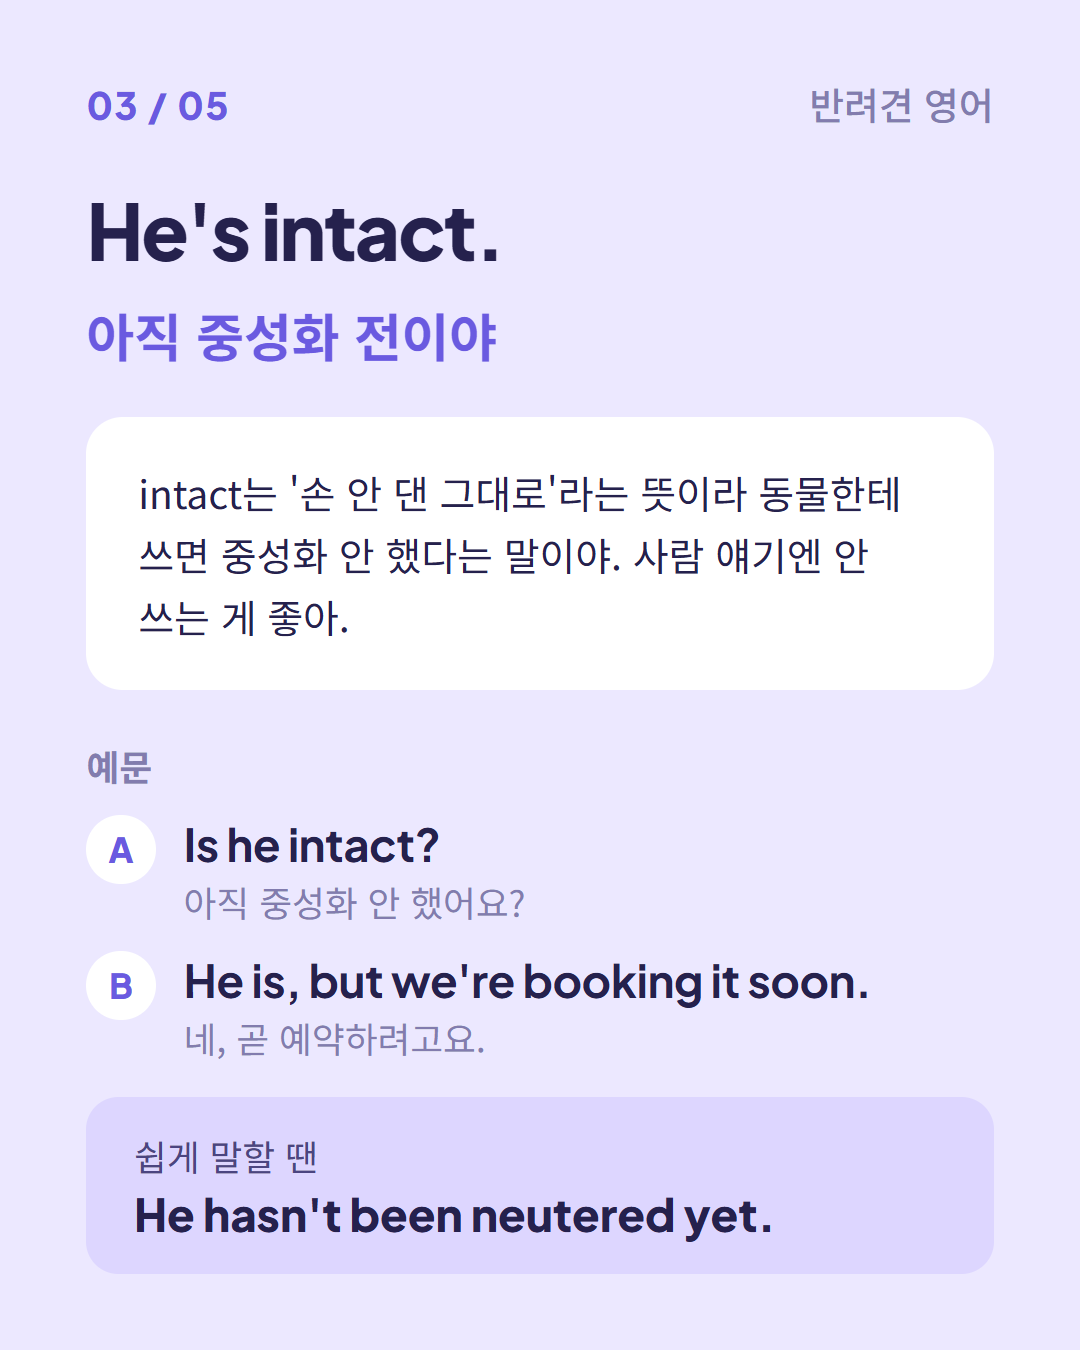 03 / 05
반려견 영어
He's intact.
아직 중성화 전이야
intact는 '손 안 댄 그대로'라는 뜻이라 동물한테
쓰면 중성화 안 했다는 말이야. 사람 얘기엔 안
쓰는 게 좋아.
예문
A
Is he intact?
아직 중성화 안 했어요?
B
He is, but we're booking it soon.
네, 곧 예약하려고요.
쉽게 말할 땐
He hasn't been neutered yet.